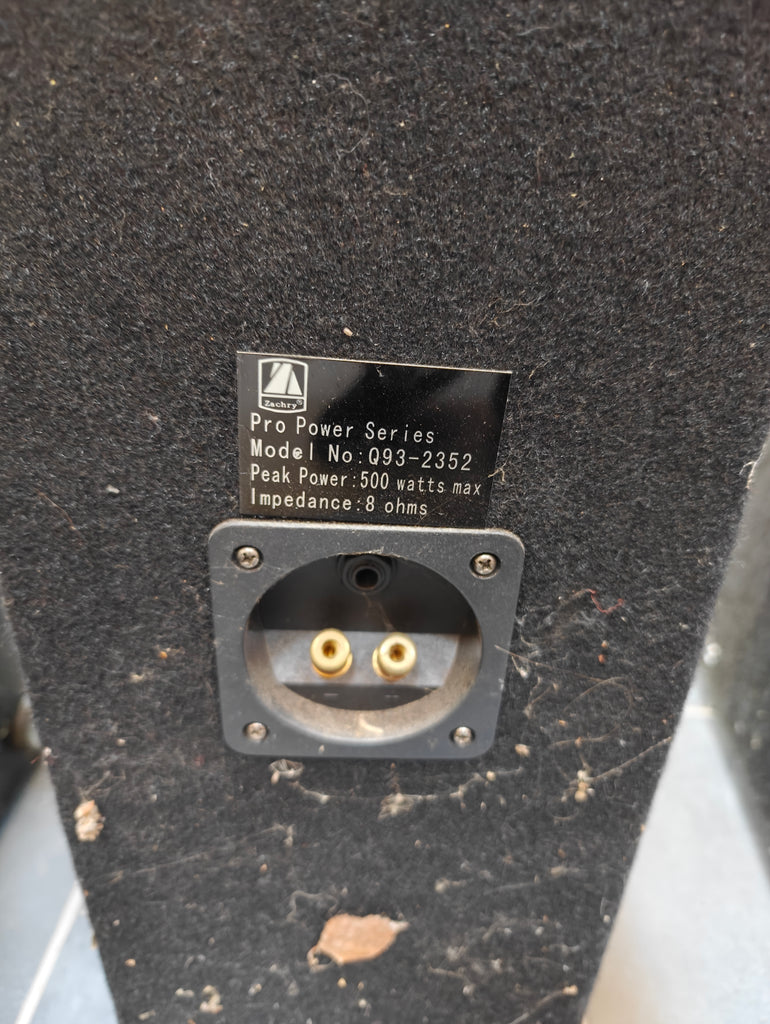 Zachry®
Pro Power Series
Model No:Q93-2352
Peak Power:500 watts max
Impedance:8 ohms